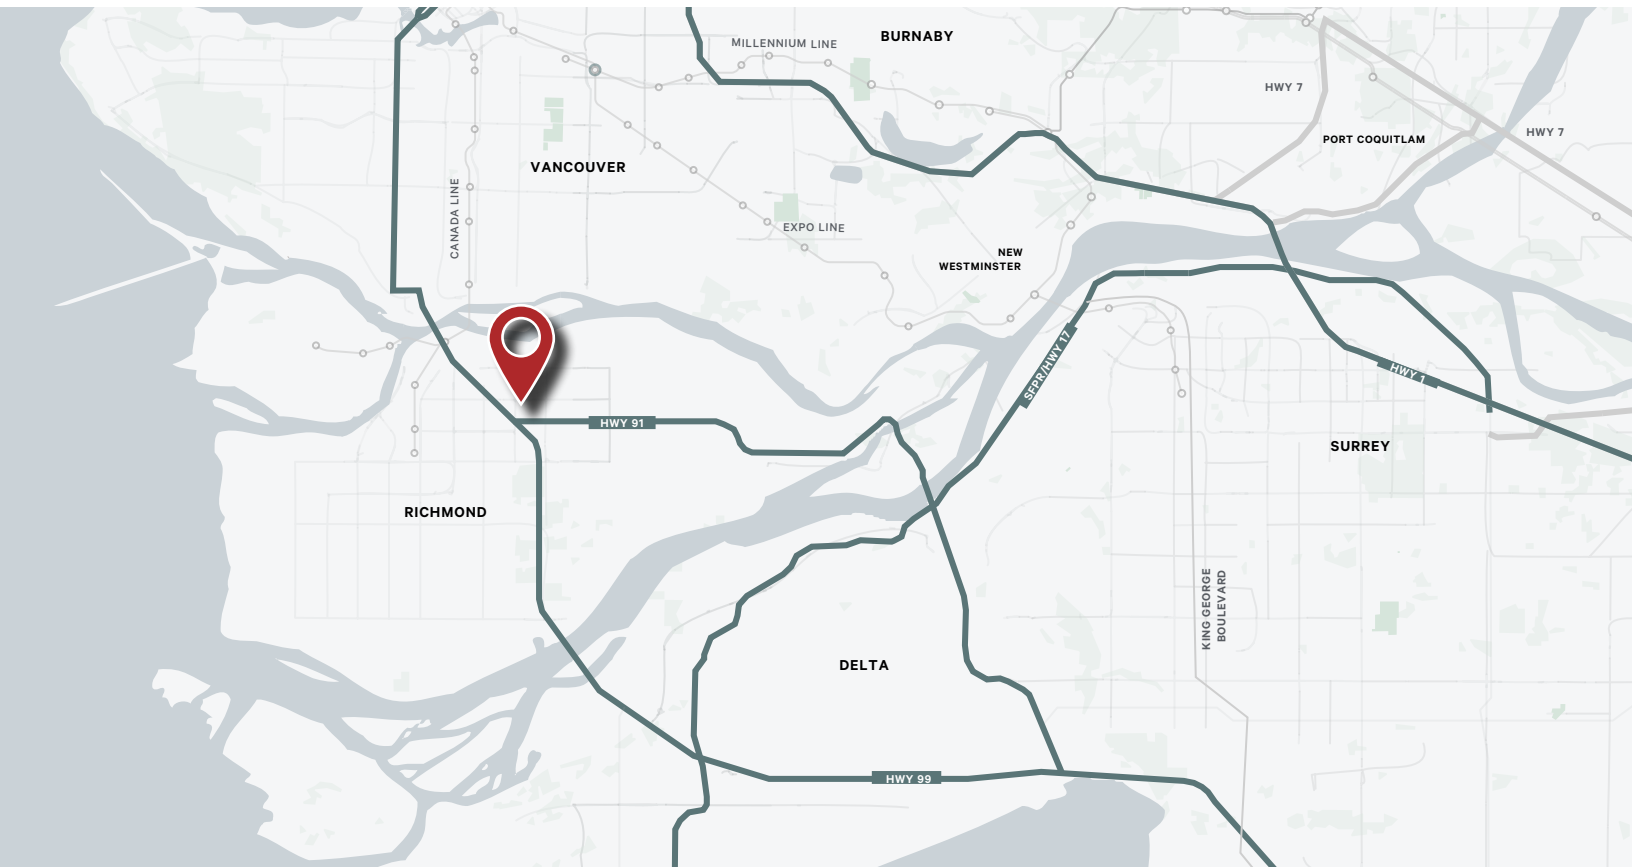 BURNABY
MILLENNIUM LINE
HWY 7
HWY 7
PORT COQUITLAM
VANCOUVER
CANADA LINE
EXPO LINE
NEW
WESTMINSTER
SFPR/HWY 17
HWY 1
HWY 91
SURREY
RICHMOND
KING GEORGE
BOULEVARD
DELTA
HWY 99